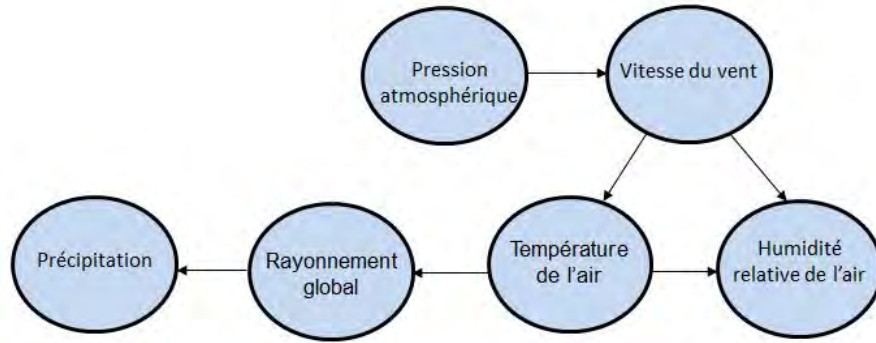 Pression
atmosphérique
Vitesse du vent
Précipitation
Rayonnement
global
Température
de l'air
Humidité
relative de l'air